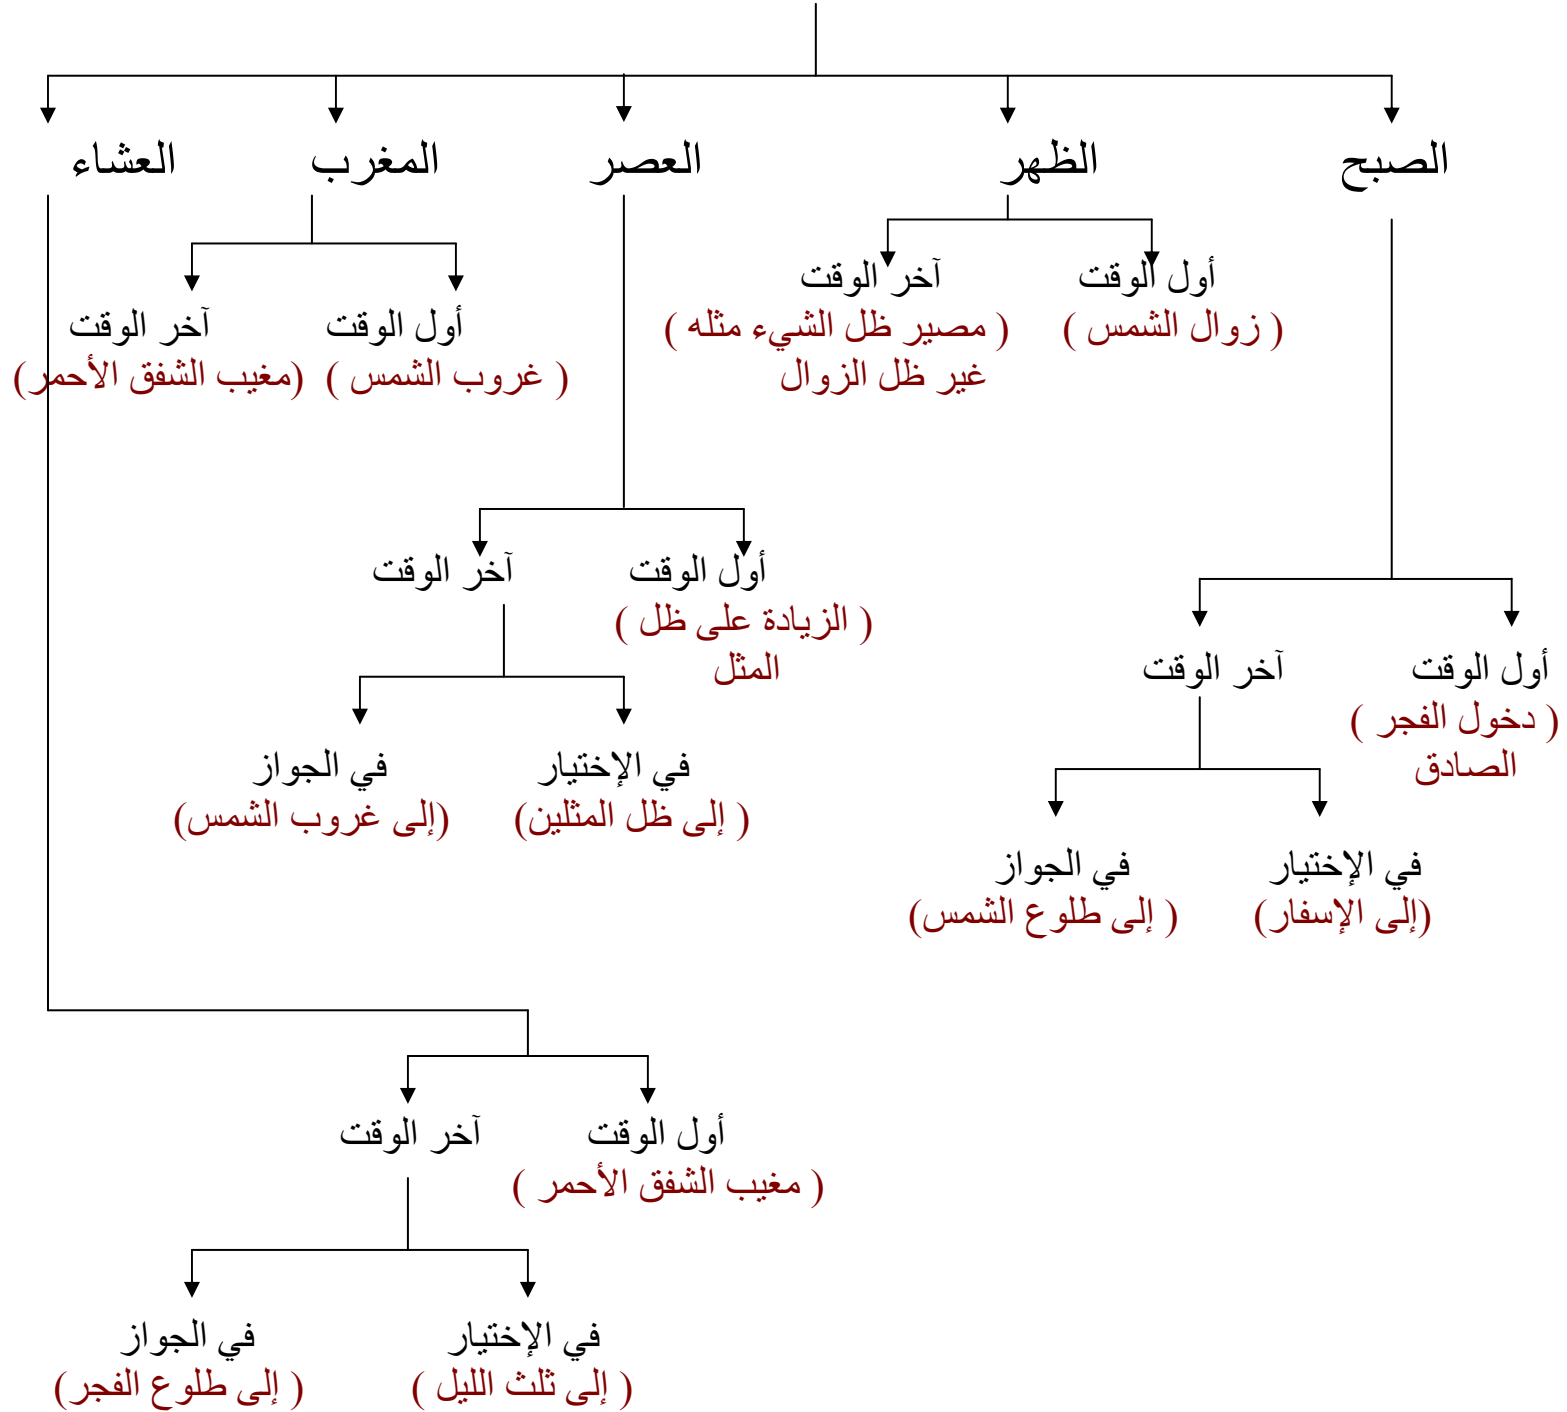 الصبح
الظهر
العصر
المغرب
العشاء
أول الوقت
( زوال الشمس )
آخر الوقت
( مصير ظل الشيء مثله )
غير ظل الزوال
أول الوقت
( غروب الشمس )
آخر الوقت
(مغيب الشفق الأحمر)
أول الوقت
( الزيادة على ظل )
المثل
آخر الوقت
أول الوقت
( دخول الفجر )
الصادق
آخر الوقت
في الإختيار
( إلى ظل المثلين)
في الجواز
(إلى غروب الشمس)
في الإختيار
(إلى الإسفار)
في الجواز
( إلى طلوع الشمس)
أول الوقت
( مغيب الشفق الأحمر )
آخر الوقت
في الإختيار
( إلى ثلث الليل )
في الجواز
( إلى طلوع الفجر)